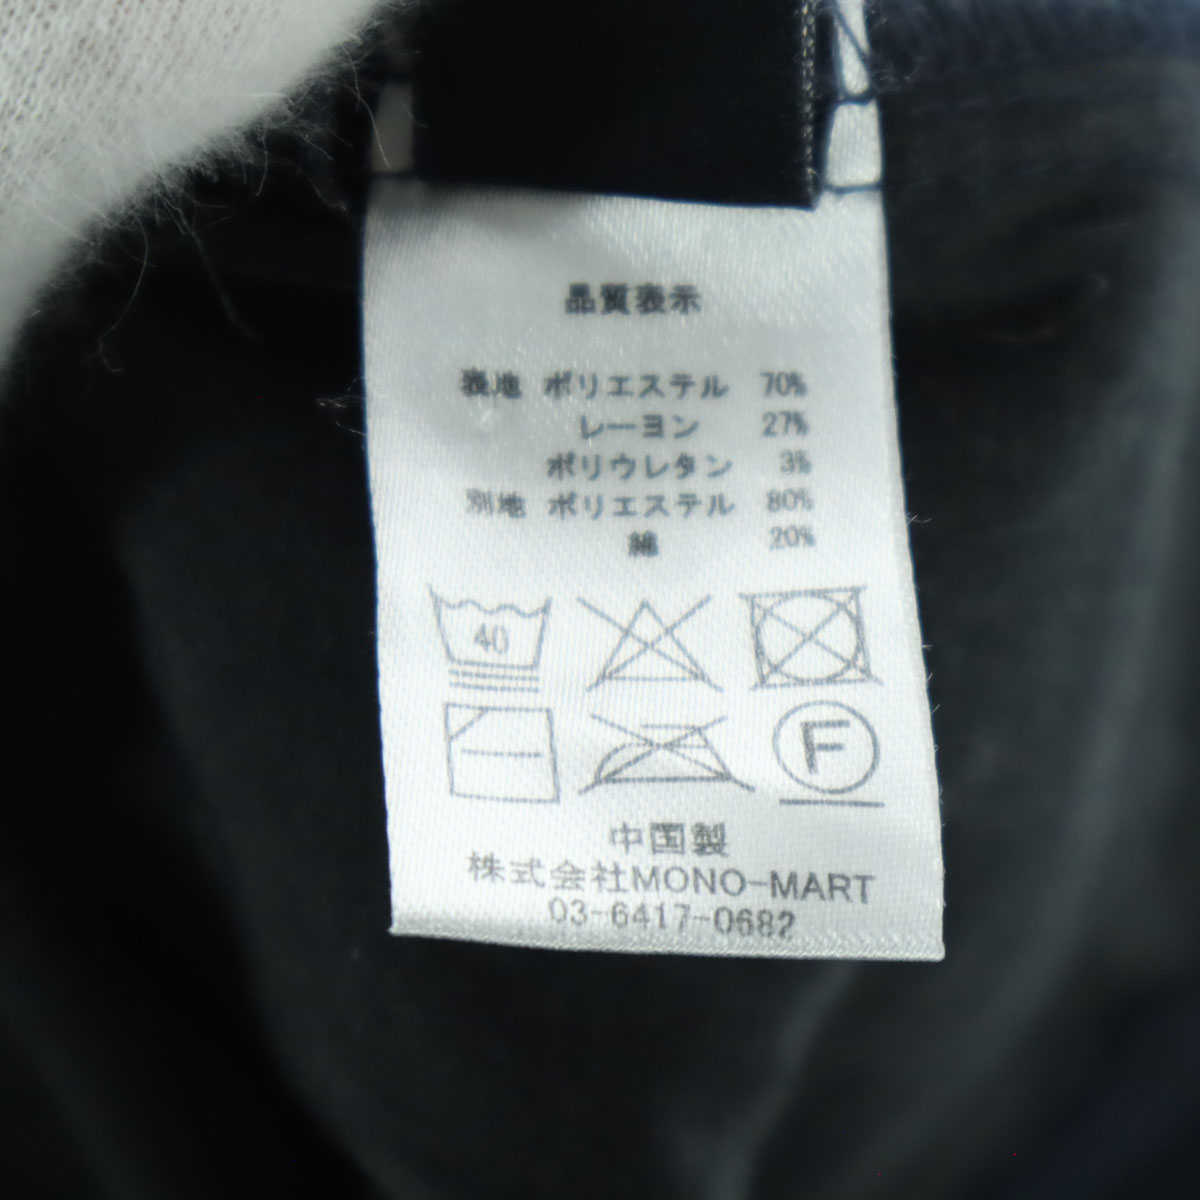 品質表示
表地 ポリエステル 70%
レーヨン 27%
ポリウレタン 3%
別地 ポリエステル 80%
綿 20%
40
F
中国製
株式会社MONO-MART
03-6417-0682